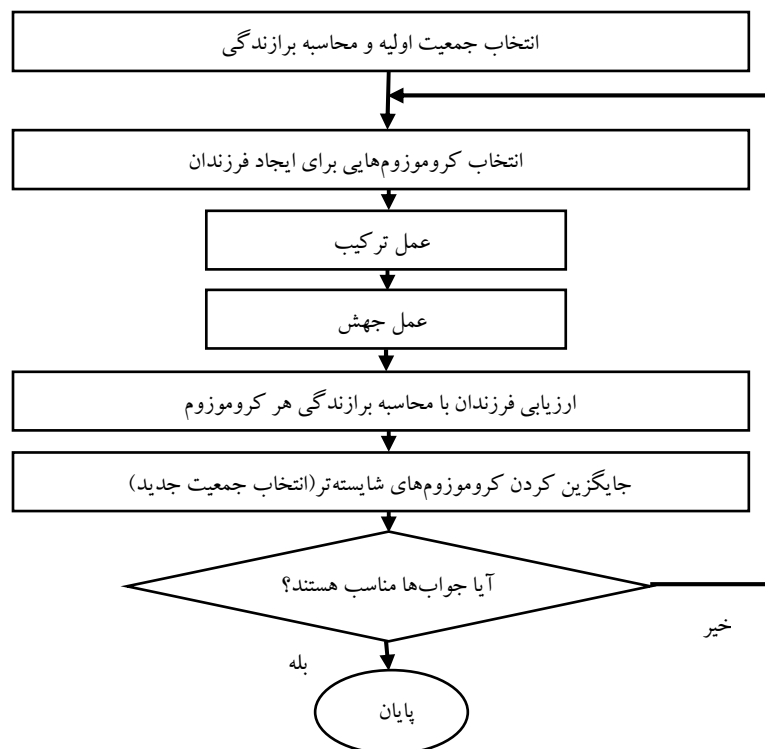 انتخاب جمعیت اولیه و محاسبه برازندگی
انتخاب کروموزوم‌هایی برای ایجاد فرزندان
عمل ترکیب
عمل جهش
ارزیابی فرزندان با محاسبه برازندگی هر کروموزوم
جایگزین کردن کروموزوم‌های شایسته‌تر(انتخاب جمعیت جدید)
آیا جواب‌ها مناسب هستند؟
خیر
بله
پایان